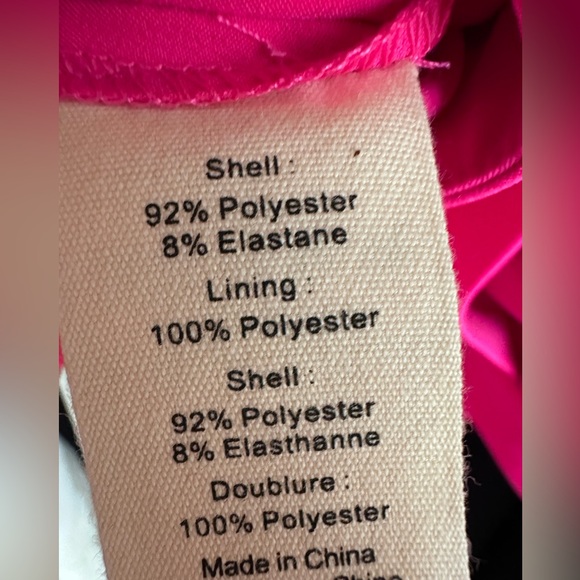 Shell :
92% Polyester
8% Elastane
Lining :
100% Polyester
Shell :
92% Polyester
8% Elasthanne
Doublure :
100% Polyester
Made in China